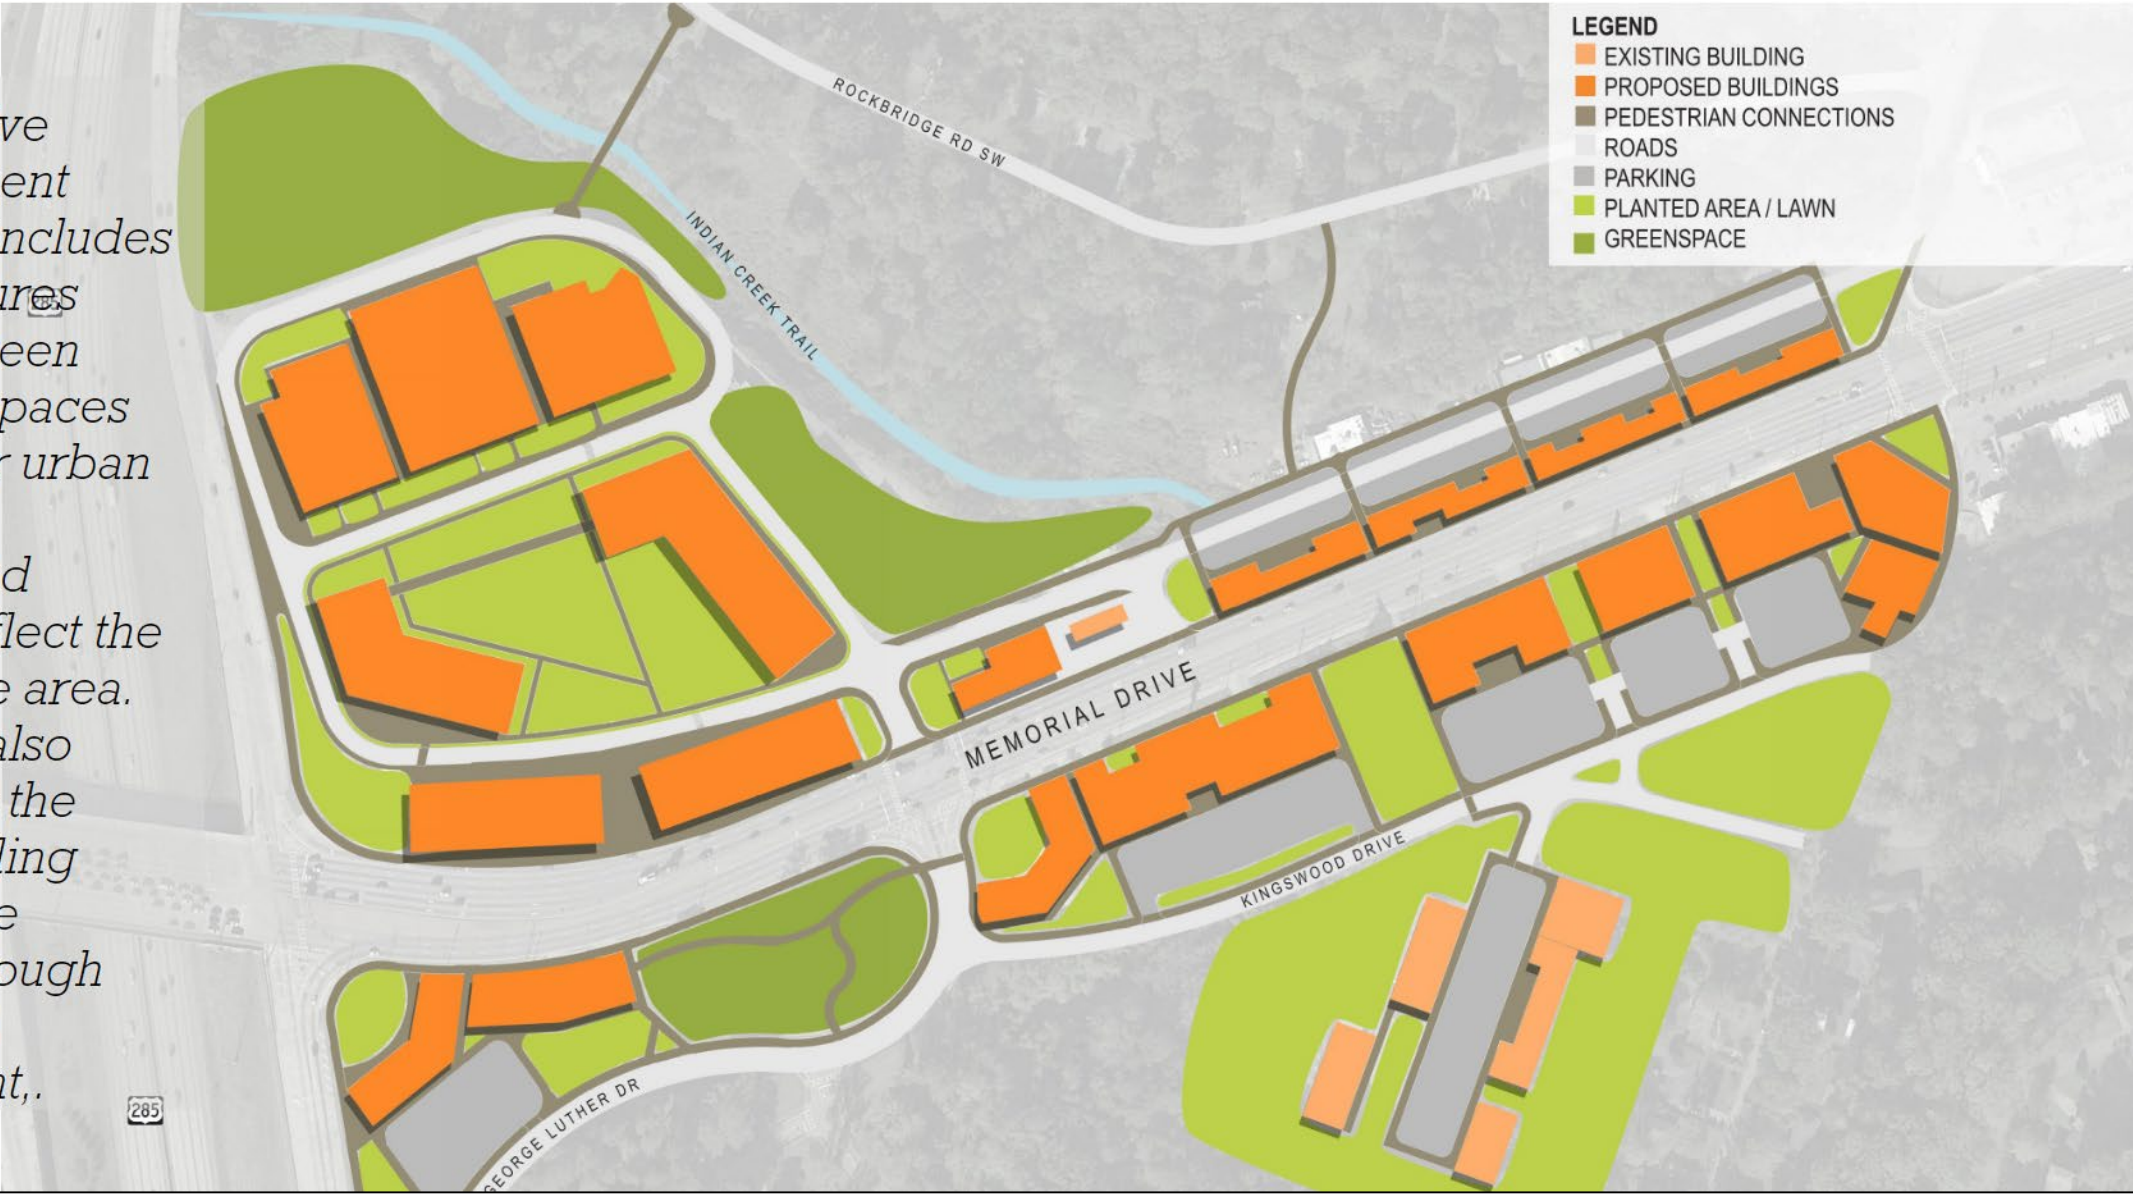 ve
ent
ncludes
ures
een
paces
r urban
d
flect the
e area.
also
the
ling
e
ough
nt,.
285
LEGEND
EXISTING BUILDING
PROPOSED BUILDINGS
PEDESTRIAN CONNECTIONS
ROADS
PARKING
PLANTED AREA / LAWN
GREENSPACE
ROCKBRIDGE RD SW
INDIAN CREEK TRAIL
MEMORIAL DRIVE
KINGSWOOD DRIVE
GEORGE LUTHER DR
285